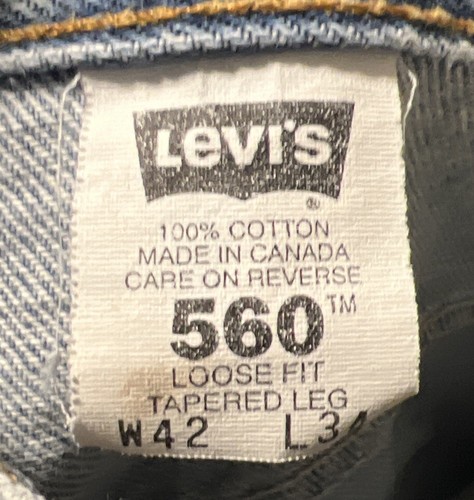 Levi's
®
100% COTTON
MADE IN CANADA
CARE ON REVERSE
560™
LOOSE FIT
TAPERED LEG
W42 L34